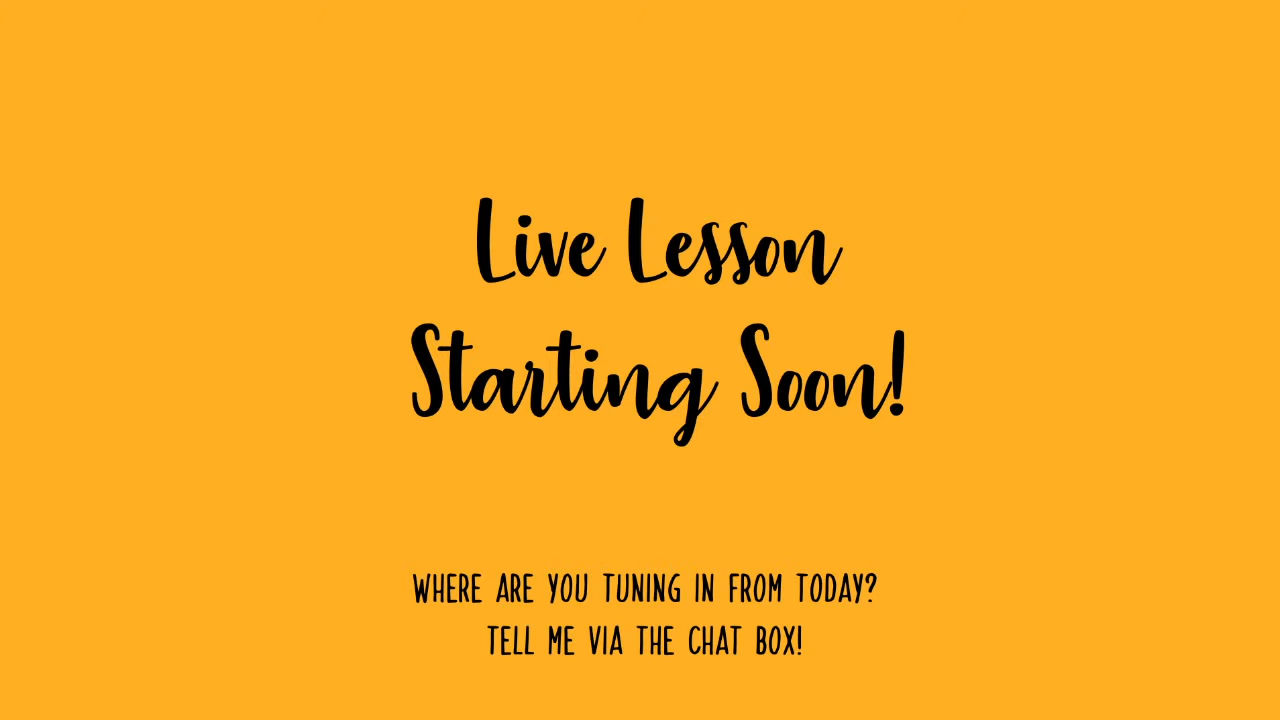 Live Lesson
Starting Soon!
WHERE ARE YOU TUNING IN FROM TODAY?
TELL ME VIA THE CHAT BOX!